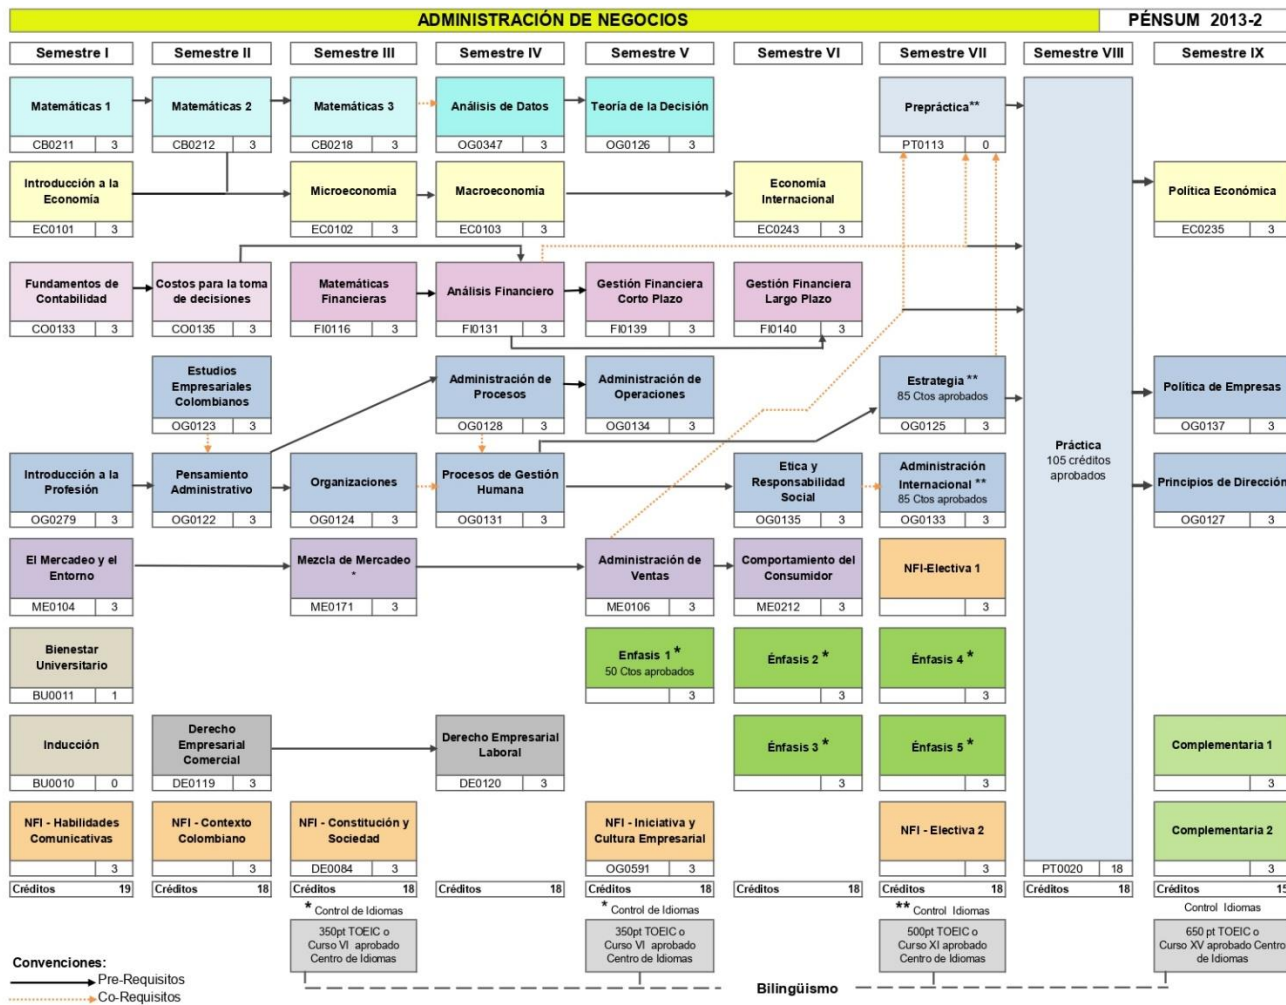 ADMINISTRACIÓN DE NEGOCIOS
PÉNSUM 2013-2
Semestre I
Semestre II
Semestre III
Semestre IV
Semestre V
Semestre VI
Semestre VII
Semestre VIII
Semestre IX
Matemáticas 1
CB0211 3
Matemáticas 2
CB0212 3
Matemáticas 3
CB0218 3
Análisis de Datos
OG0347 3
Teoría de la Decisión
OG0126 3
Prepráctica**
PT0113 0
Introducción a la
Economía
EC0101 3
Microeconomía
EC0102 3
Macroeconomía
EC0103 3
Economía
Internacional
EC0243 3
Política Económica
EC0235 3
Fundamentos de
Contabilidad
CO0133 3
Costos para la toma
de decisiones
CO0135 3
Matemáticas
Financieras
FI0116 3
Análisis Financiero
FI0131 3
Gestión Financiera
Corto Plazo
FI0139 3
Gestión Financiera
Largo Plazo
FI0140 3
Estudios
Empresariales
Colombianos
OG0123 3
Administración de
Procesos
OG0128 3
Administración de
Operaciones
OG0134 3
Estrategia **
85 Ctos aprobados
OG0125 3
Práctica
105 créditos
aprobados
PT0020 18
Política de Empresas
OG0137 3
Introducción a la
Profesión
OG0279 3
Pensamiento
Administrativo
OG0122 3
Organizaciones
OG0124 3
Procesos de Gestión
Humana
OG0131 3
Etica y
Responsabilidad
Social
OG0135 3
Administración
Internacional **
85 Ctos aprobados
OG0133 3
Principios de Dirección
OG0127 3
El Mercadeo y el
Entorno
ME0104 3
Mezcla de Mercadeo
*
ME0171 3
Administración de
Ventas
ME0106 3
Comportamiento del
Consumidor
ME0212 3
NFI-Electiva 1
3
Bienestar
Universitario
BU0011 1
Enfasis 1 *
50 Ctos aprobados
3
Énfasis 2 *
3
Énfasis 4 *
3
Inducción
BU0010 0
Derecho
Empresarial
Comercial
DE0119 3
Derecho Empresarial
Laboral
DE0120 3
Énfasis 3 *
3
Énfasis 5 *
3
Complementaria 1
3
NFI - Habilidades
Comunicativas
3
NFI - Contexto
Colombiano
3
NFI - Constitución y
Sociedad
DE0084 3
NFI - Iniciativa y
Cultura Empresarial
OG0591 3
NFI - Electiva 2
3
Complementaria 2
3
Créditos 19
Créditos 18
Créditos 18
Créditos 18
Créditos 18
Créditos 18
Créditos 18
Créditos 18
Créditos 15
* Control de Idiomas
* Control de Idiomas
** Control Idiomas
Control Idiomas
350pt TOEIC o
Curso VI aprobado
Centro de Idiomas
350pt TOEIC o
Curso VI aprobado
Centro de Idiomas
500pt TOEIC o
Curso XI aprobado
Centro de Idiomas
650 pt TOEIC o
Curso XV aprobado Centro
de Idiomas
Bilingüismo
Convenciones:
Pre-Requisitos
Co-Requisitos